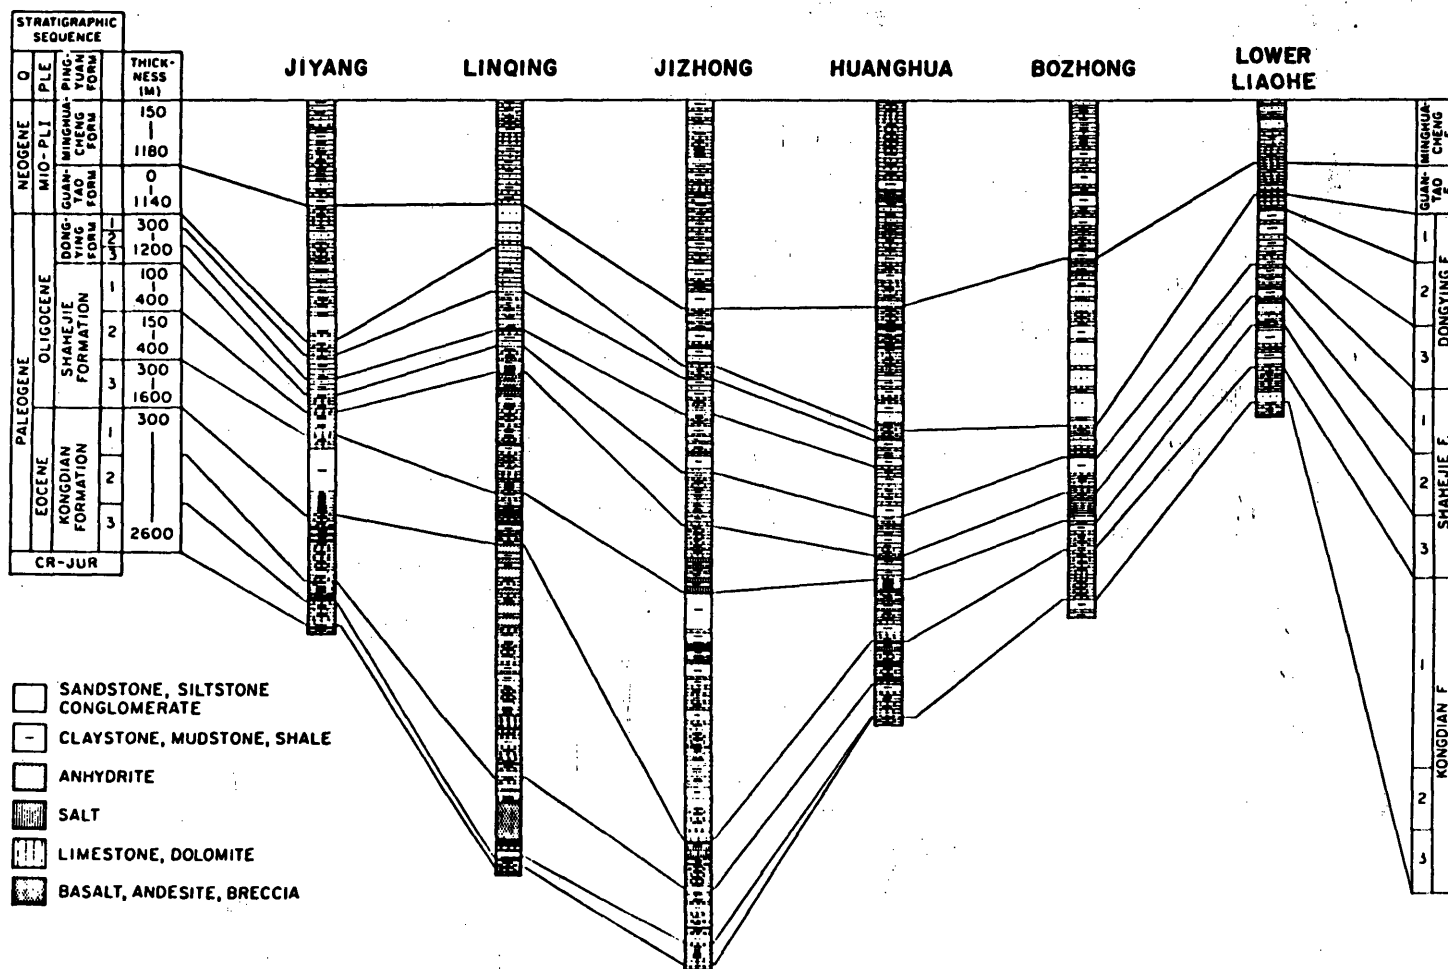 STRATIGRAPHIC
SEQUENCE
Q
PLE
PING-
YUAN
FORM
THICK-
NESS
(M)
NEOGENE
MIO-PLI
MINGHUA-
CHENG
FORM
150
1180
GUAN-
TAO
FORM
0
1140
PALEOGENE
OLIGOCENE
DONG-
YING
FORM
1
2
3
300
1200
SHAHEJIE
FORMATION
1
100
400
2
150
400
3
300
1600
EOCENE
KONGDIAN
FORMATION
1
2
3
300
2600
CR-JUR
JIYANG
LINQING
JIZHONG
HUANGHUA
BOZHONG
LOWER
LIAOHE
MINGHUA-
CHENG
GUAN-
TAO
1
2
3
DONGYING F
1
2
3
SHAHEJIE F
1
2
3
KONGDIAN F
SANDSTONE, SILTSTONE
CONGLOMERATE
CLAYSTONE, MUDSTONE, SHALE
ANHYDRITE
SALT
LIMESTONE, DOLOMITE
BASALT, ANDESITE, BRECCIA